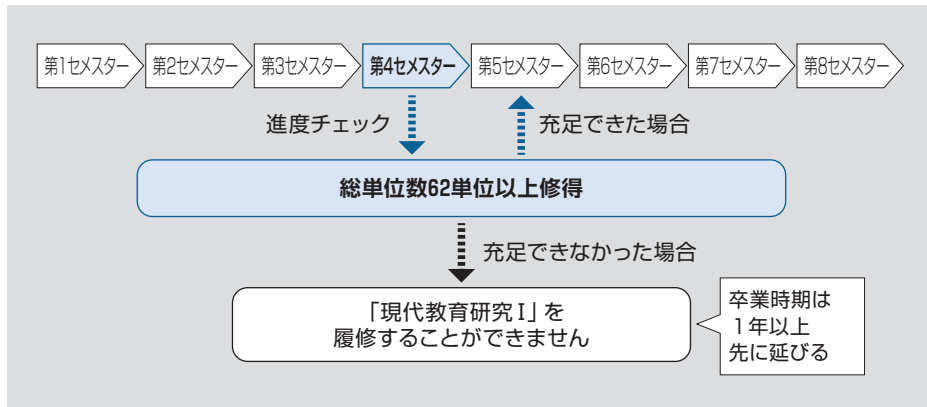 第1セメスター
第2セメスター
第3セメスター
第4セメスター
第5セメスター
第6セメスター
第7セメスター
第8セメスター
進度チェック
充足できた場合
総単位数62単位以上修得
充足できなかった場合
「現代教育研究Ⅰ」を
履修することができません
卒業時期は
1年以上
先に延びる